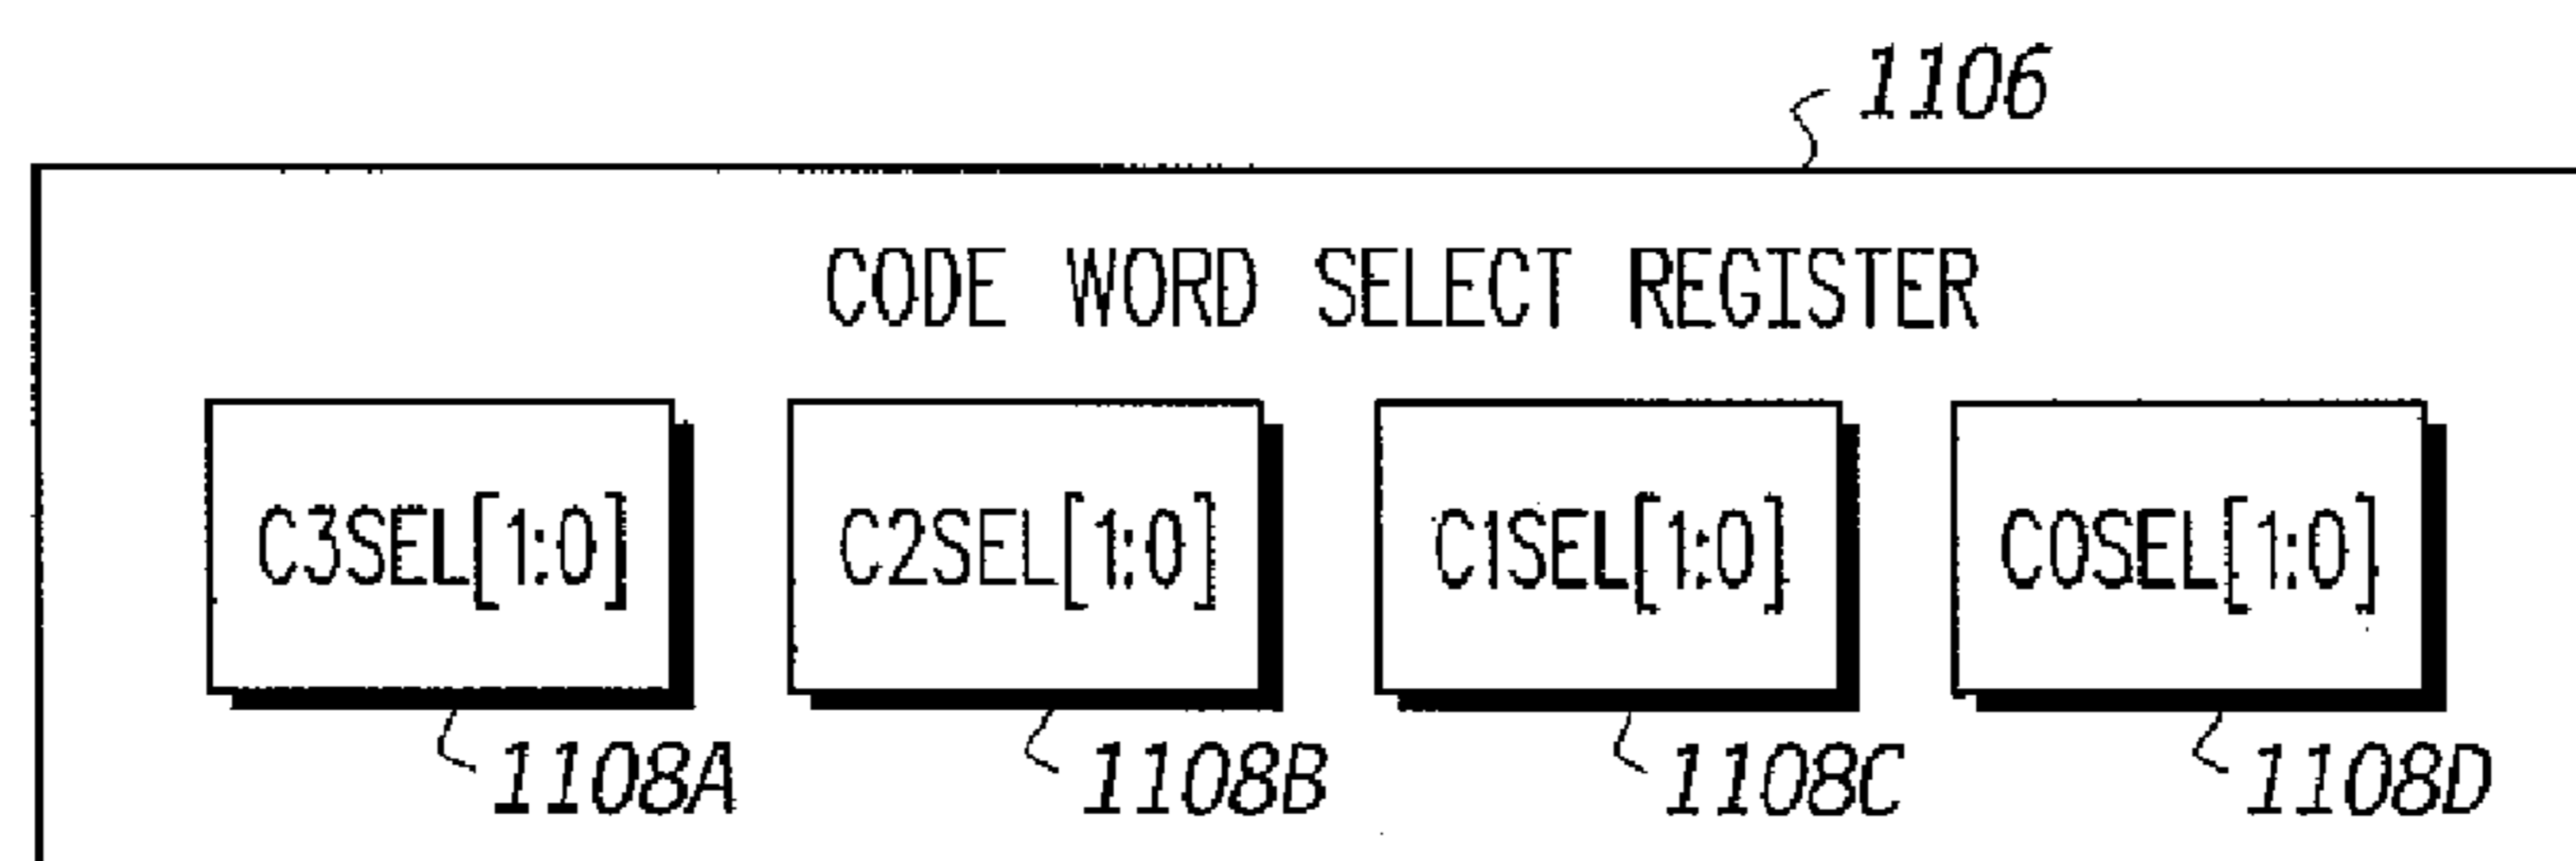 1106
CODE WORD SELECT REGISTER
C3SEL[1:0] C2SEL[1:0] C1SEL[1:0] C0SEL[1:0]
1108A 1108B 1108C 1108D